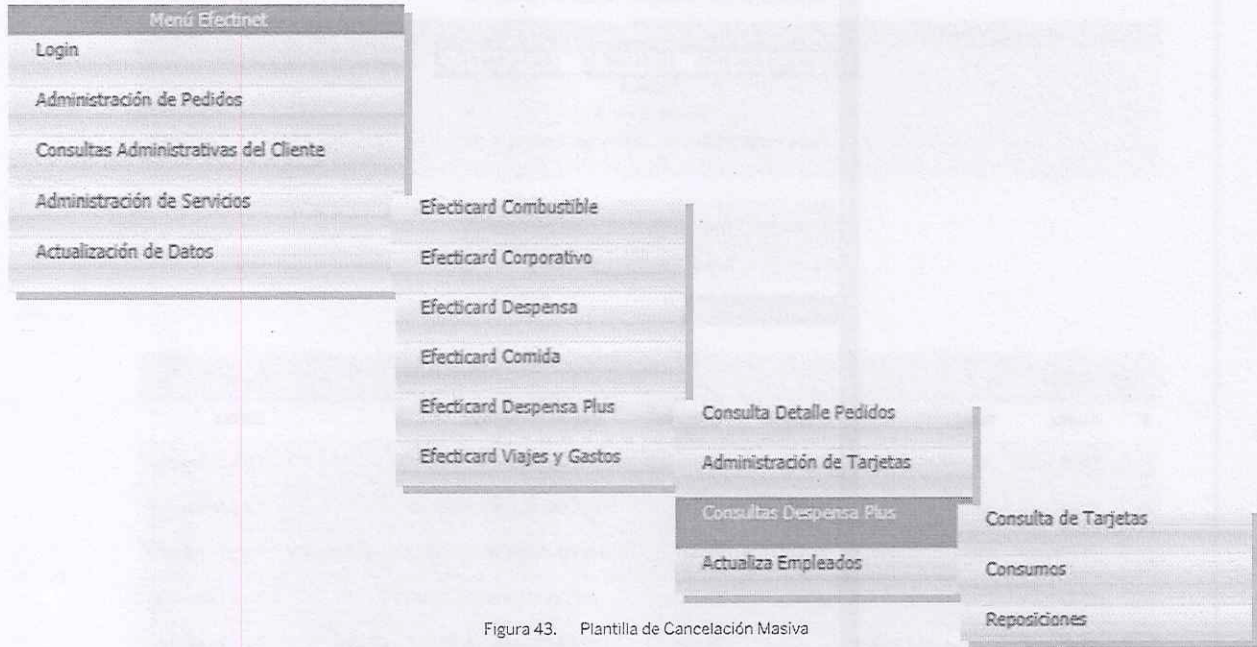 Menú Efectinet
Login
Administración de Pedidos
Consultas Administrativas del Cliente
Administración de Servicios
Actualización de Datos
Efecticard Combustible
Efecticard Corporativo
Efecticard Despensa
Efecticard Comida
Efecticard Despensa Plus
Efecticard Viajes y Gastos
Consulta Detalle Pedidos
Administración de Tarjetas
Consultas Despensa Plus
Actualiza Empleados
Consulta de Tarjetas
Consumos
Reposiciones
Figura 43. Plantilla de Cancelación Masiva